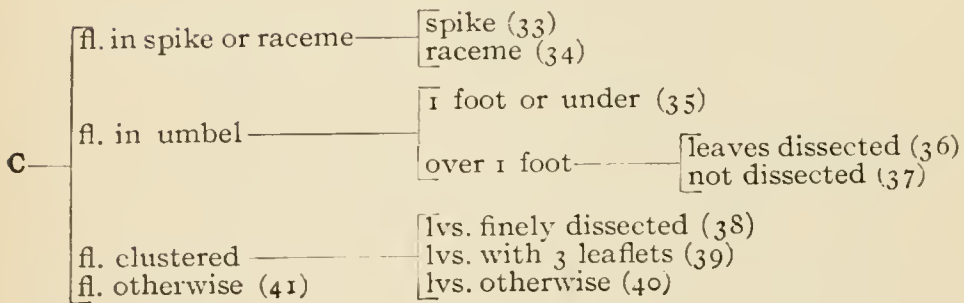 fl. in spike or raceme spike (33)
raceme (34)
fl. in umbel 1 foot or under (35)
C over 1 foot leaves dissected (36)
not dissected (37)
fl. clustered lvs. finely dissected (38)
lvs. with 3 leaflets (39)
fl. otherwise (41) lvs. otherwise (40)